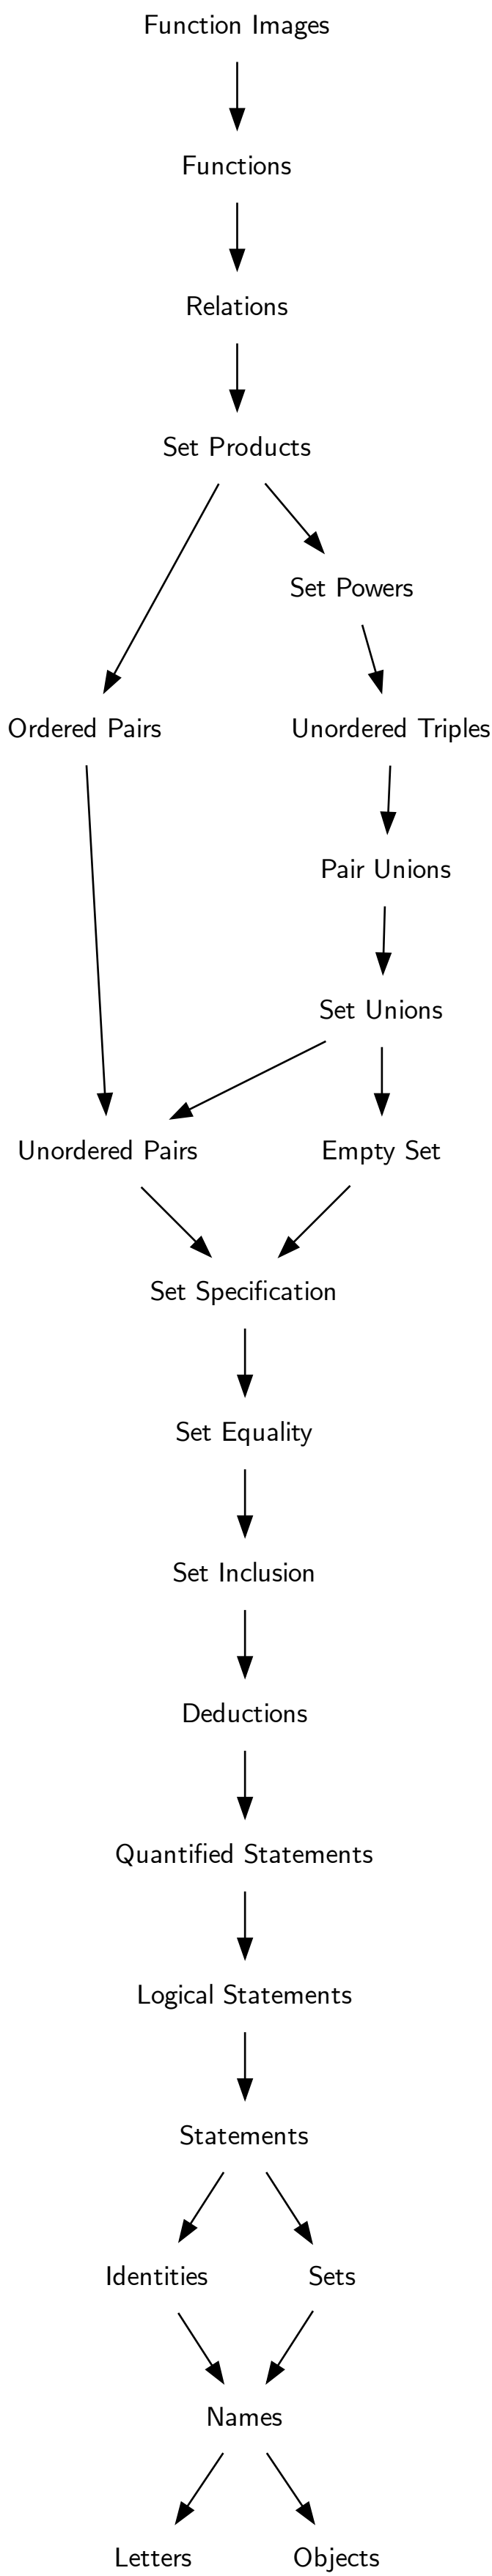 Function Images
Functions
Relations
Set Products
Set Powers
Ordered Pairs
Unordered Triples
Pair Unions
Set Unions
Unordered Pairs
Empty Set
Set Specification
Set Equality
Set Inclusion
Deductions
Quantified Statements
Logical Statements
Statements
Identities
Sets
Names
Letters
Objects